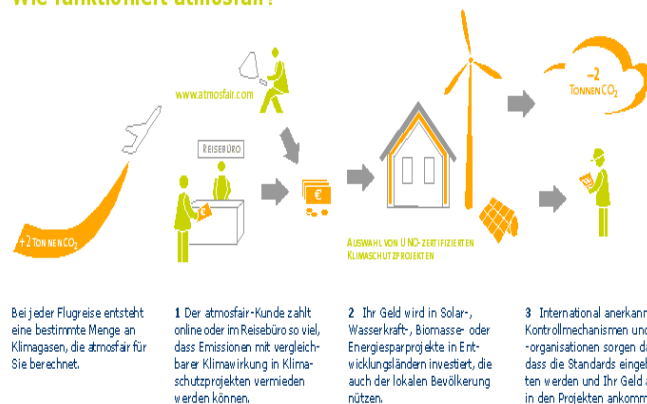 Wie funktioniert atmosfair?
www.atmosfair.com
REISEBÜRO
–2
TONNEN CO₂
+2 TONNEN CO₂
AUSWAHL VON UNO-ZERTIFIZIERTEN
KLIMASCHUTZPROJEKTEN
Bei jeder Flugreise entsteht
eine bestimmte Menge an
Klimagasen, die atmosfair für
Sie berechnet.
1 Der atmosfair-Kunde zahlt
online oder im Reisebüro so viel,
dass Emissionen mit vergleich-
barer Klimawirkung in Klima-
schutzprojekten vermieden
werden können.
2 Ihr Geld wird in Solar-,
Wasserkraft-, Biomasse- oder
Energiesparprojekte in Ent-
wicklungsländern investiert, die
auch der lokalen Bevölkerung
nützen.
3 International anerkann
Kontrollmechanismen und
-organisationen sorgen da
dass die Standards eingeh
ten werden und Ihr Geld a
in den Projekten ankomm